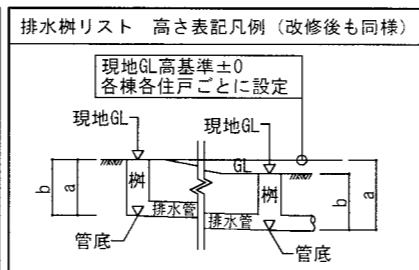 排水桝リスト 高さ表記凡例（改修後も同様）
現地GL高基準±0
各棟各住戸ごとに設定
現地GL
現地GL
GL
桝
桝
b
a
b
a
排水管
排水管
管底
管底